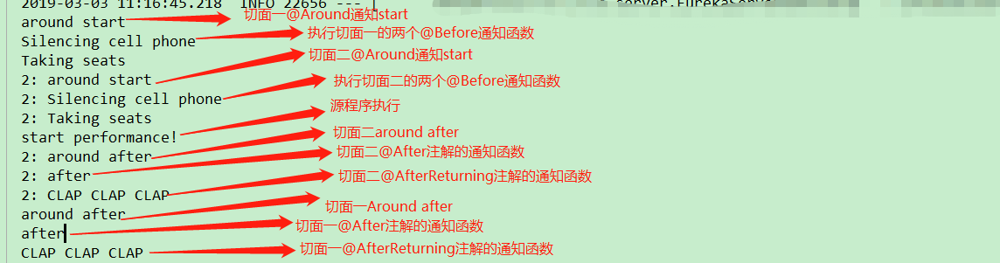 2019-03-03 11:16:45.218 INFO 22656 --- [ s.server.EurekaServe
around start 切面一@Around通知start
Silencing cell phone 执行切面一的两个@Before通知函数
Taking seats 切面二@Around通知start
2: around start
2: Silencing cell phone 执行切面二的两个@Before通知函数
2: Taking seats 源程序执行
start performance!
2: around after 切面二around after
2: after 切面二@After注解的通知函数
2: CLAP CLAP CLAP 切面二@AfterReturning注解的通知函数
around after 切面一Around after
after 切面一@After注解的通知函数
CLAP CLAP CLAP 切面一@AfterReturning注解的通知函数